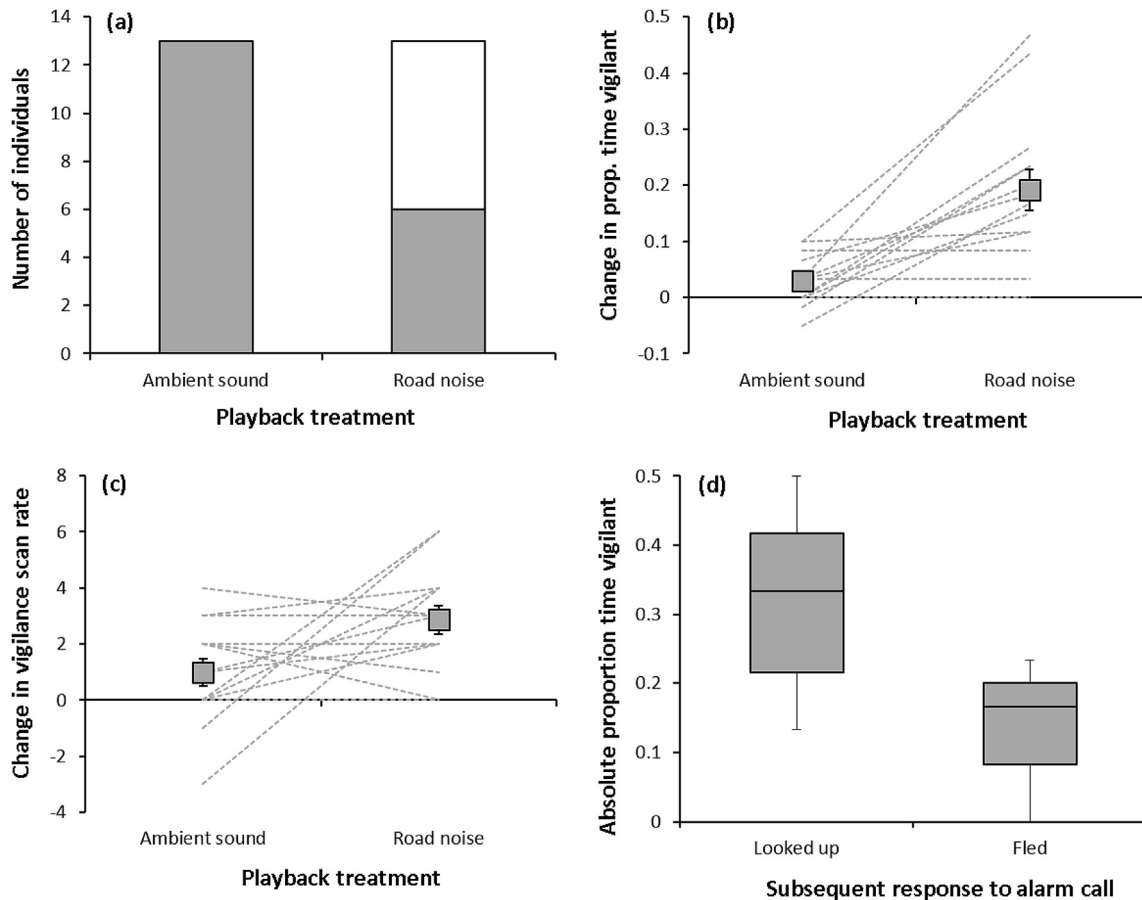 (a)
Number of individuals
14
12
10
8
6
4
2
0
Ambient sound
Road noise
Playback treatment
(b)
Change in prop. time vigilant
0.5
0.4
0.3
0.2
0.1
0
-0.1
Ambient sound
Road noise
Playback treatment
(c)
Change in vigilance scan rate
8
6
4
2
0
-2
-4
Ambient sound
Road noise
Playback treatment
(d)
Absolute proportion time vigilant
0.5
0.4
0.3
0.2
0.1
0
Looked up
Fled
Subsequent response to alarm call